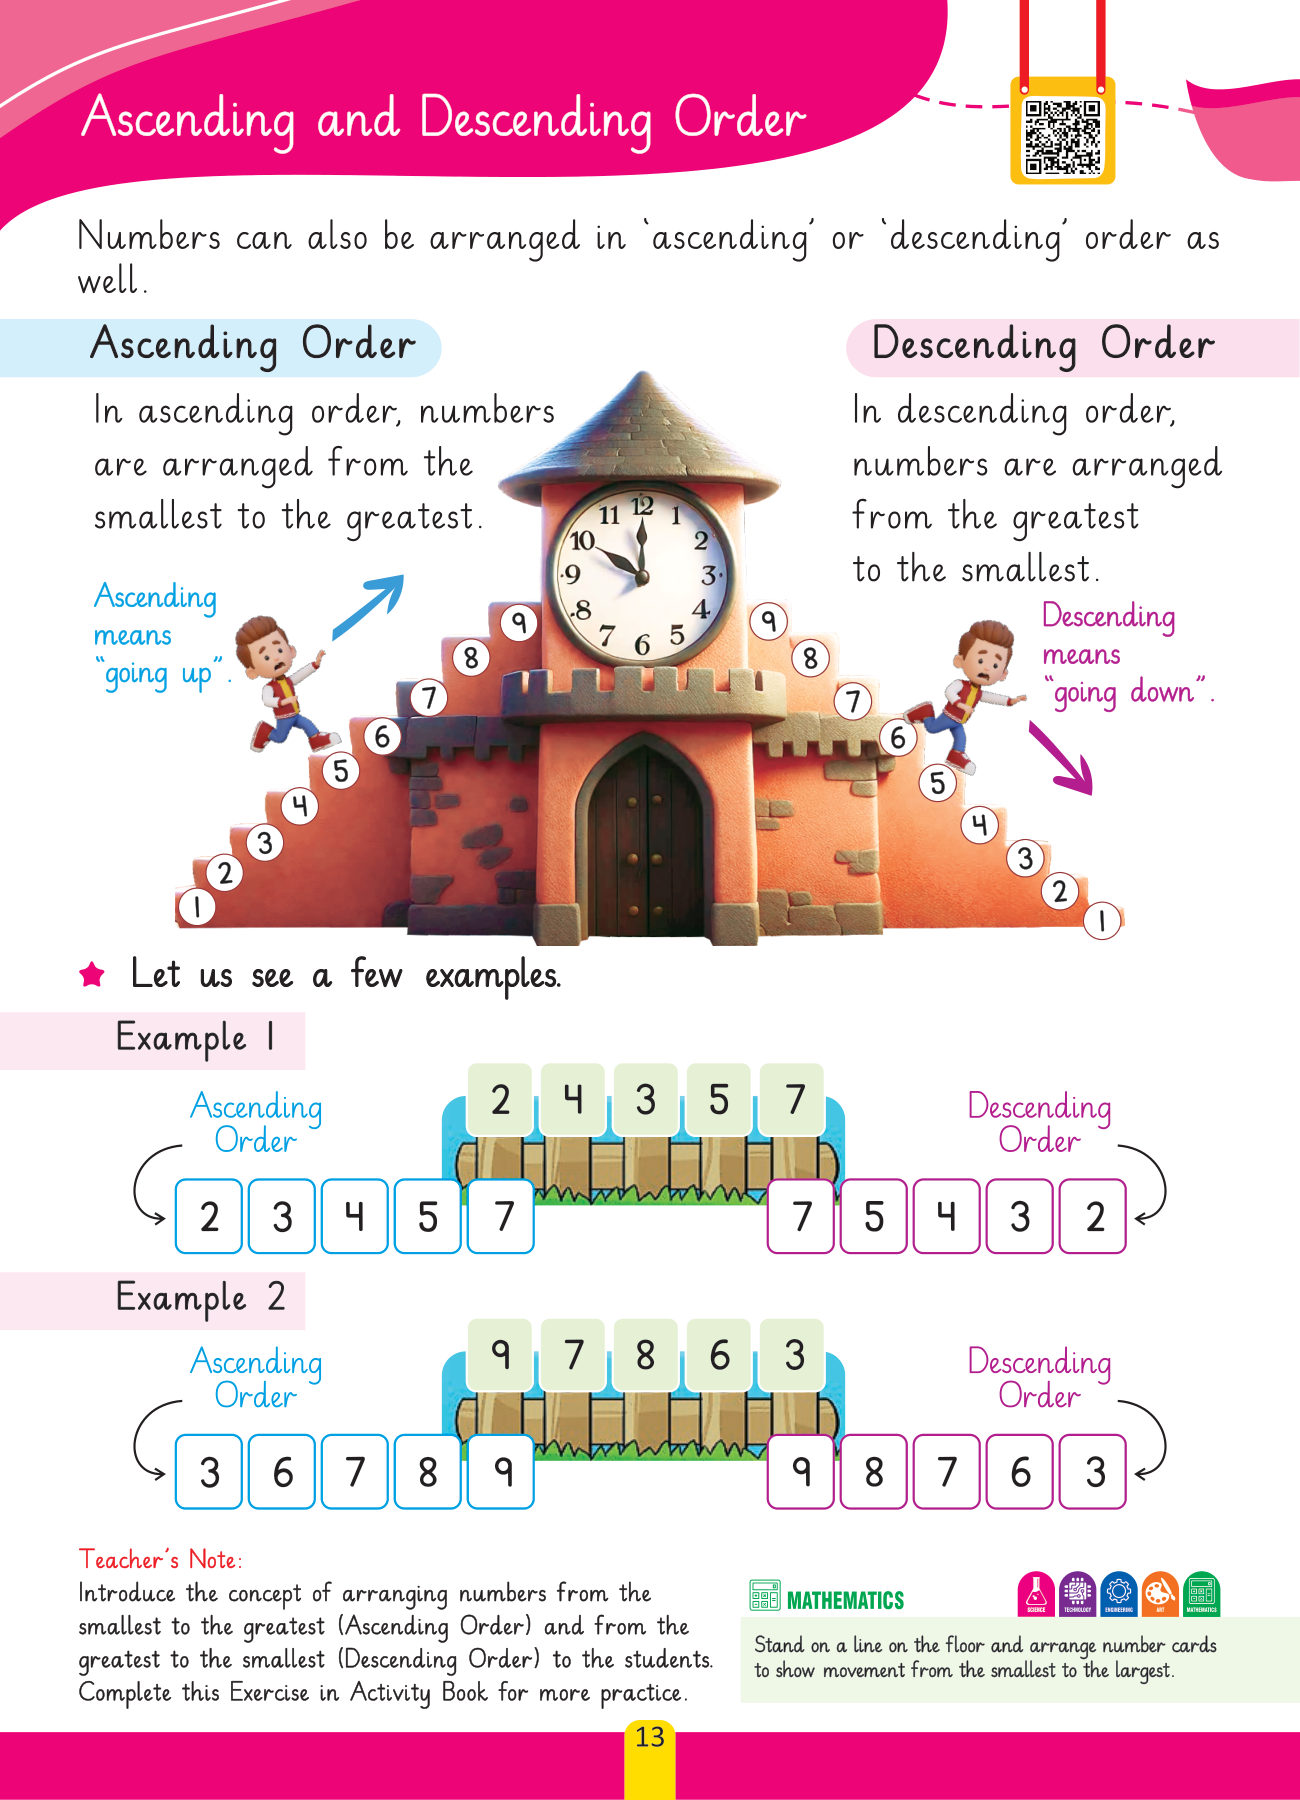 Ascending and Descending Order
Numbers can also be arranged in ‘ascending’ or ‘descending’ order as
well.
Ascending Order
In ascending order, numbers
are arranged from the
smallest to the greatest.
Ascending
means
“going up”.
Descending Order
In descending order,
numbers are arranged
from the greatest
to the smallest.
Descending
means
“going down”.
12
1
2
3
4
5
6
7
8
9
10
11
1
2
3
4
5
6
7
8
9
9
8
7
6
5
4
3
2
1
Let us see a few examples.
Example 1
2 4 3 5 7
Ascending
Order
2 3 4 5 7
Descending
Order
7 5 4 3 2
Example 2
9 7 8 6 3
Ascending
Order
3 6 7 8 9
Descending
Order
9 8 7 6 3
Teacher’s Note:
Introduce the concept of arranging numbers from the
smallest to the greatest (Ascending Order) and from the
greatest to the smallest (Descending Order) to the students.
Complete this Exercise in Activity Book for more practice.
MATHEMATICS
SCIENCE TECHNOLOGY ENGINEERING ART MATHEMATICS
Stand on a line on the floor and arrange number cards
to show movement from the smallest to the largest.
13